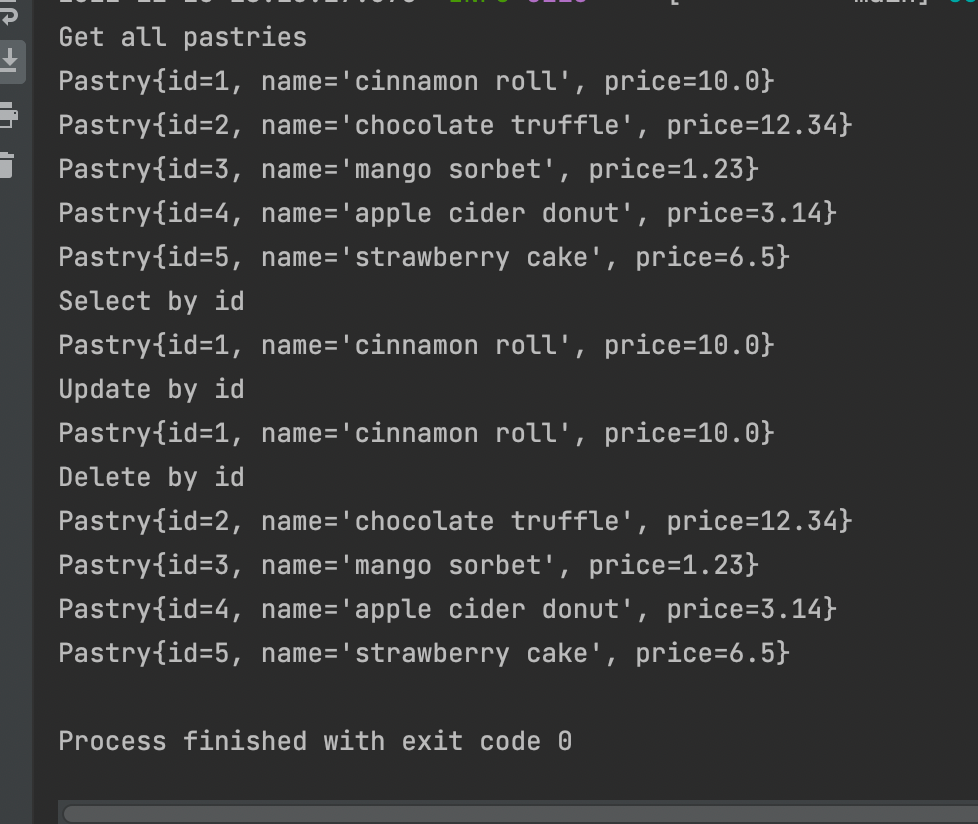 Get all pastries
Pastry{id=1, name='cinnamon roll', price=10.0}
Pastry{id=2, name='chocolate truffle', price=12.34}
Pastry{id=3, name='mango sorbet', price=1.23}
Pastry{id=4, name='apple cider donut', price=3.14}
Pastry{id=5, name='strawberry cake', price=6.5}
Select by id
Pastry{id=1, name='cinnamon roll', price=10.0}
Update by id
Pastry{id=1, name='cinnamon roll', price=10.0}
Delete by id
Pastry{id=2, name='chocolate truffle', price=12.34}
Pastry{id=3, name='mango sorbet', price=1.23}
Pastry{id=4, name='apple cider donut', price=3.14}
Pastry{id=5, name='strawberry cake', price=6.5}
Process finished with exit code 0